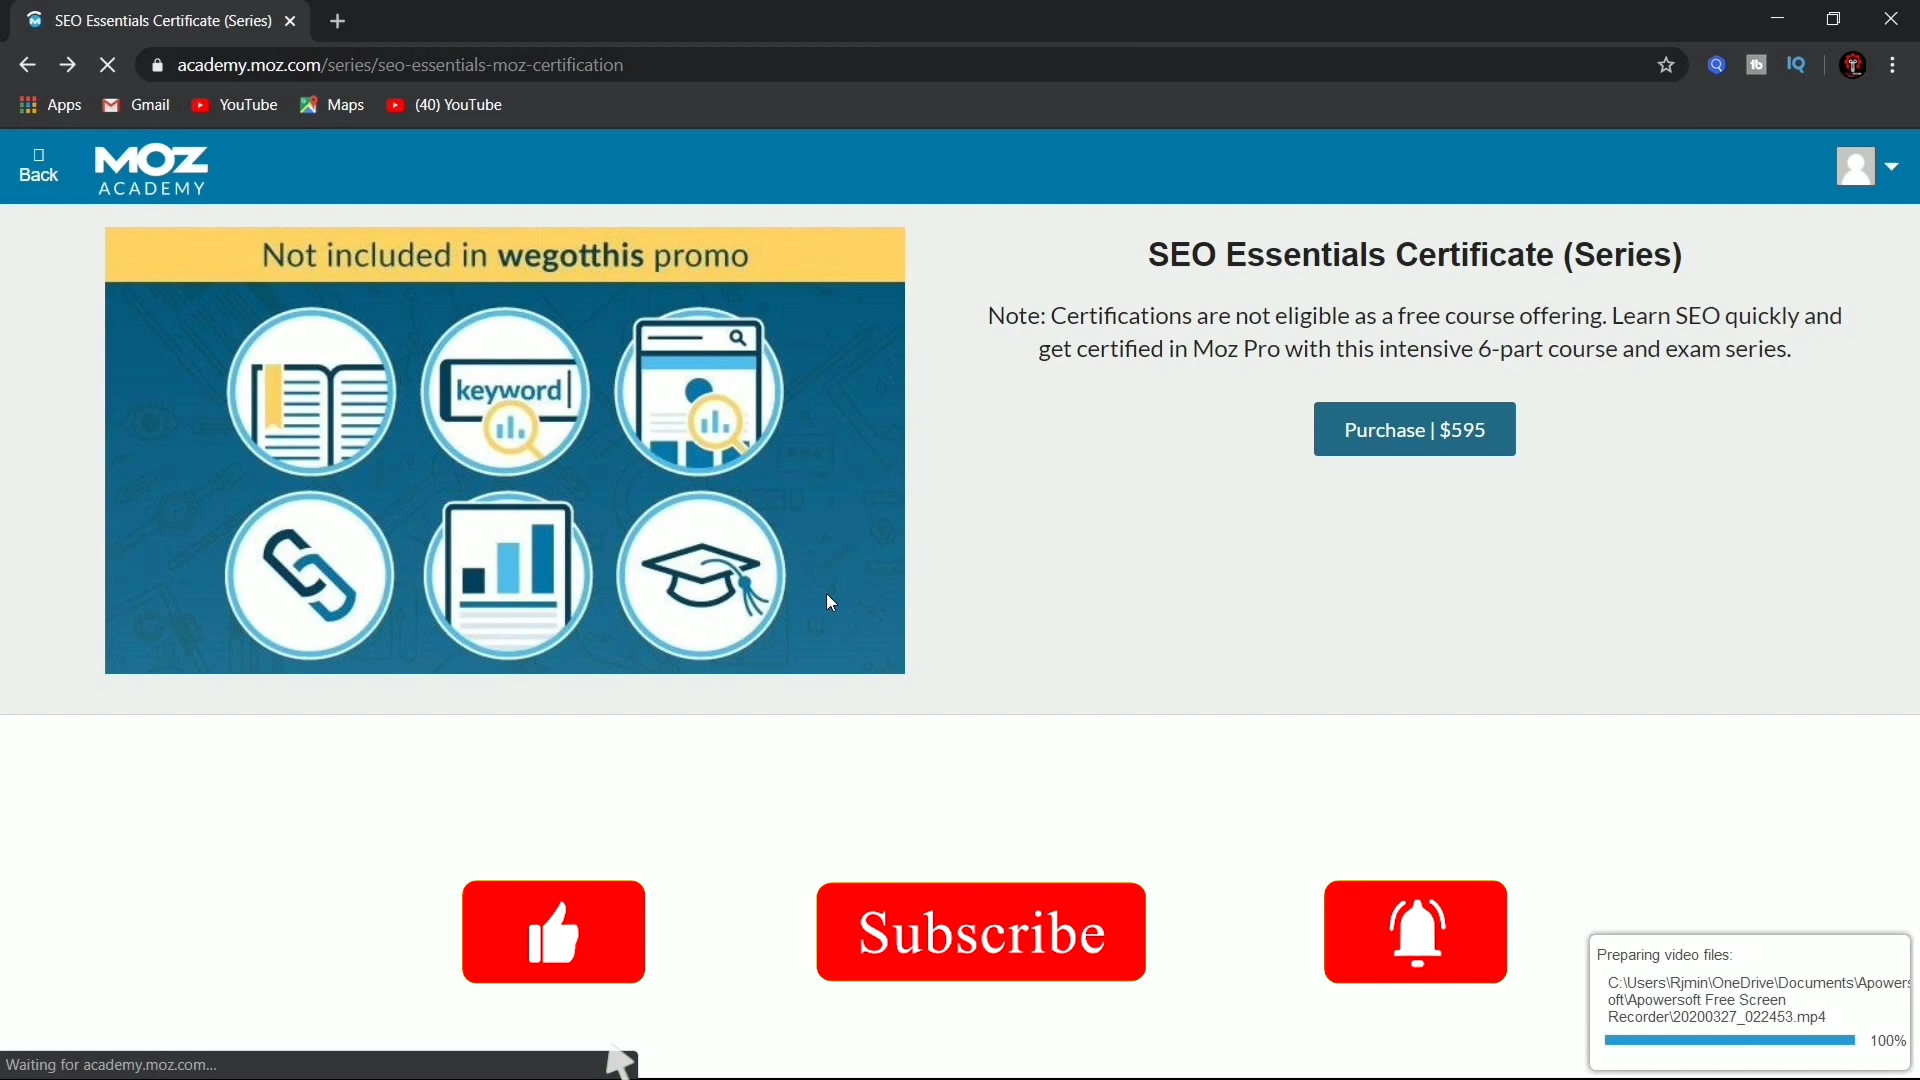 SEO Essentials Certificate (Series)
academy.moz.com/series/seo-essentials-moz-certification
tb
IQ
Apps
Gmail
YouTube
Maps
(40) YouTube
Back
MOZ
ACADEMY
Not included in wegotthis promo
keyword
SEO Essentials Certificate (Series)
Note: Certifications are not eligible as a free course offering. Learn SEO quickly and
get certified in Moz Pro with this intensive 6-part course and exam series.
Purchase | $595
Subscribe
Preparing video files:
C:\Users\Rjmin\OneDrive\Documents\Apowers
oft\Apowersoft Free Screen
Recorder\20200327_022453.mp4
100%
Waiting for academy.moz.com...